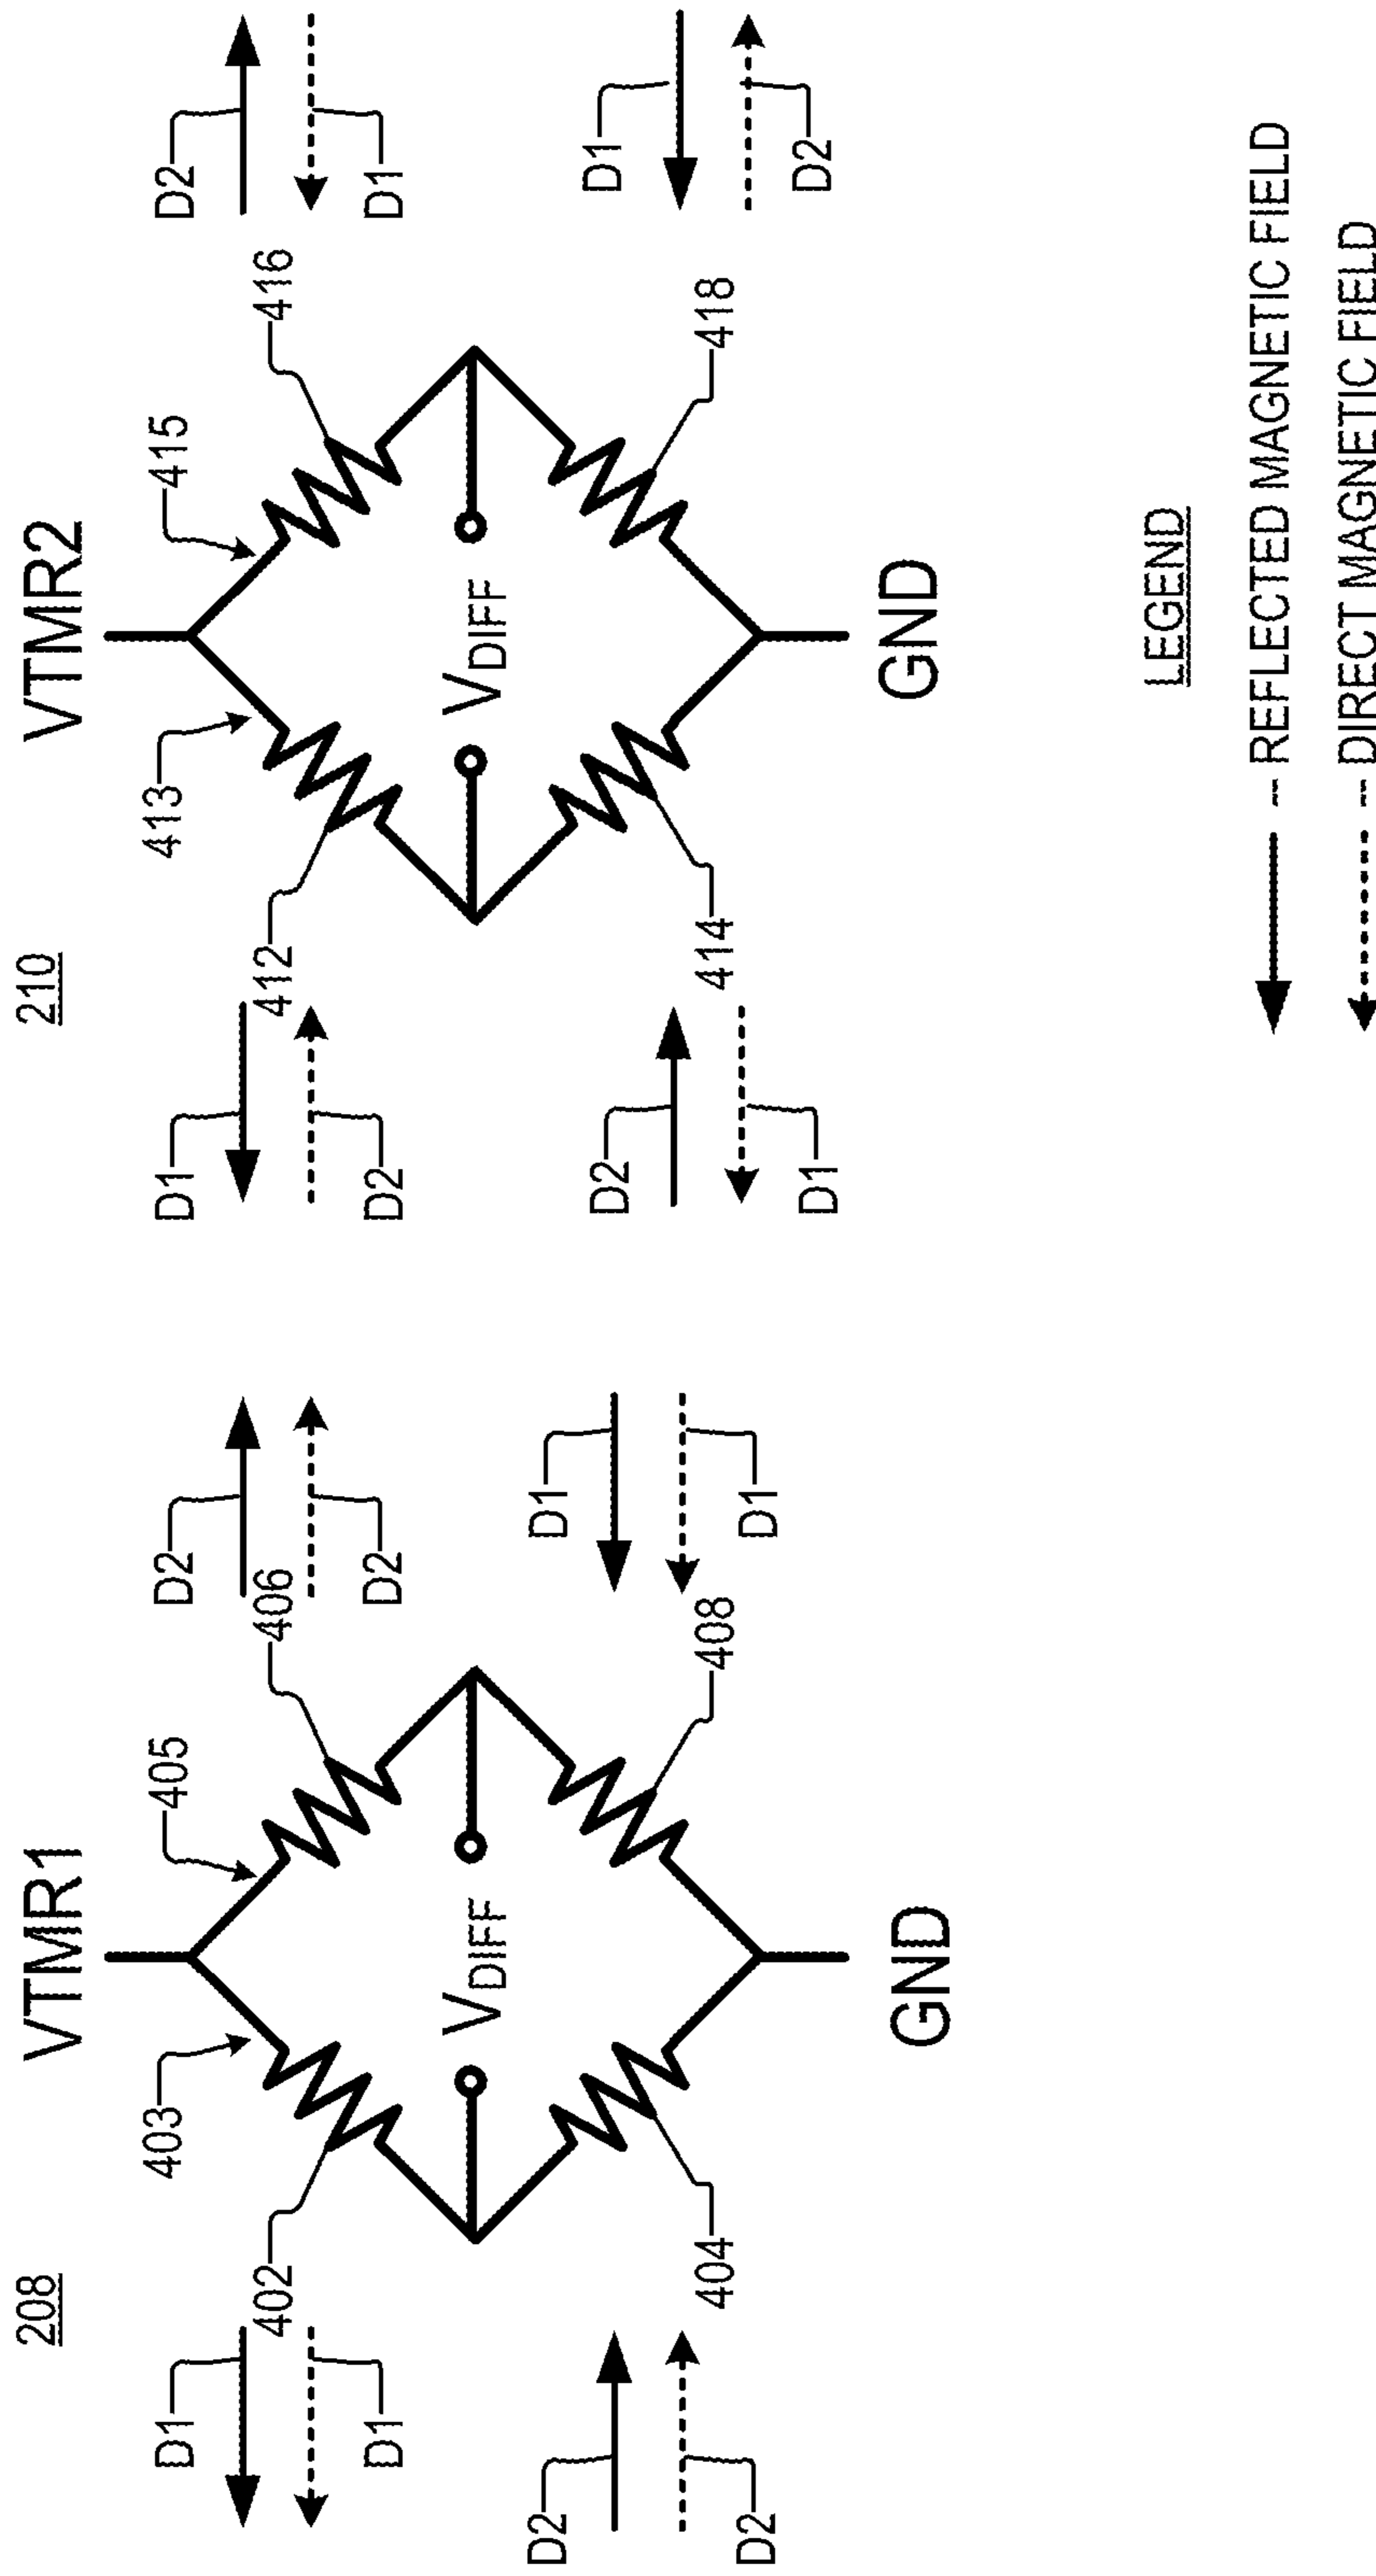 208
VTMR1
403
405
D1
402
D1
D2
406
D2
VDIFF
D2
404
D2
D1
408
D1
GND
210
VTMR2
413
415
D1
412
D2
D2
416
D1
VDIFF
D2
414
D1
D1
418
D2
GND
LEGEND
-- REFLECTED MAGNETIC FIELD
-- DIRECT MAGNETIC FIELD